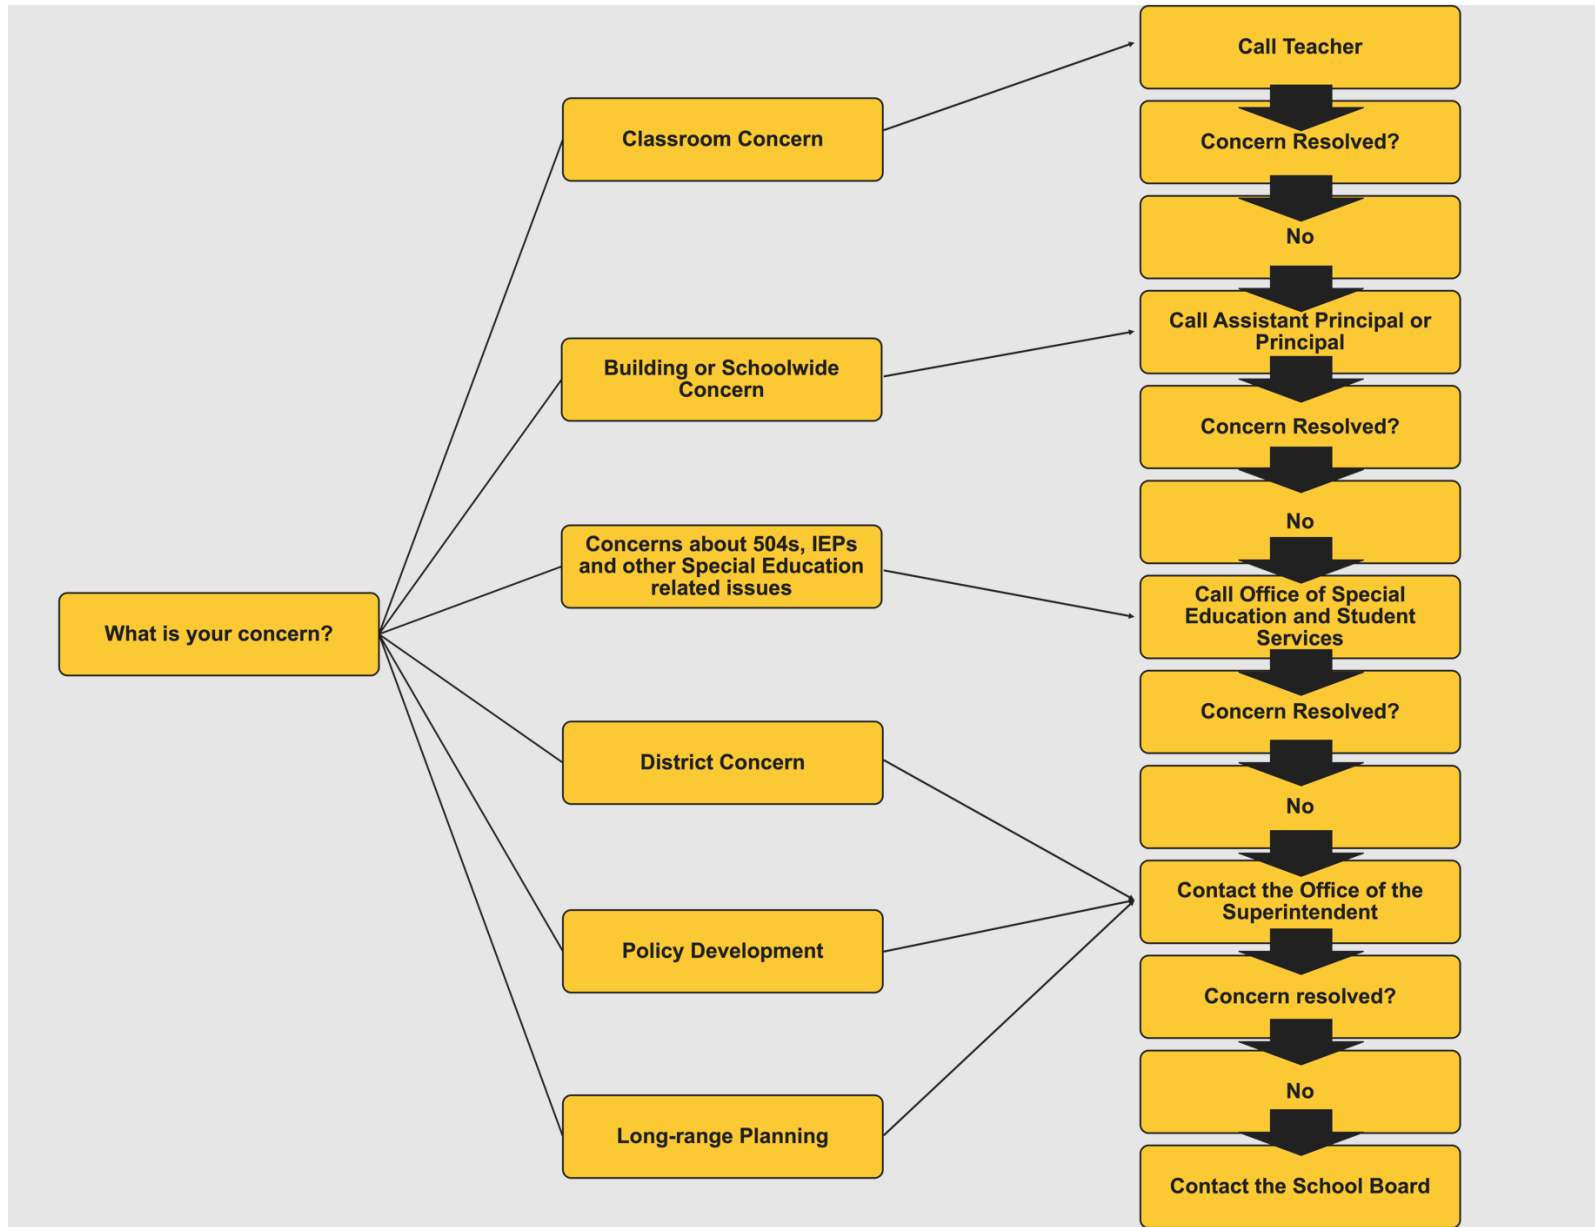 What is your concern?
Classroom Concern
Building or Schoolwide
Concern
Concerns about 504s, IEPs
and other Special Education
related issues
District Concern
Policy Development
Long-range Planning
Call Teacher
Concern Resolved?
No
Call Assistant Principal or
Principal
Concern Resolved?
No
Call Office of Special
Education and Student
Services
Concern Resolved?
No
Contact the Office of the
Superintendent
Concern resolved?
No
Contact the School Board